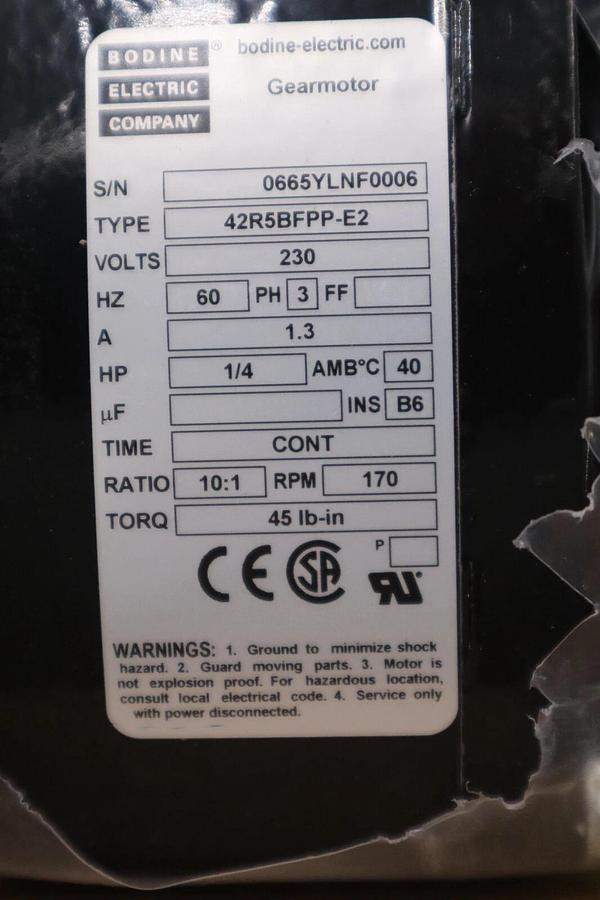 BODINE ® bodine-electric.com
ELECTRIC Gearmotor
COMPANY
S/N 0665YLNF0006
TYPE 42R5BFPP-E2
VOLTS 230
HZ 60 PH 3 FF
A 1.3
HP 1/4 AMB°C 40
µF INS B6
TIME CONT
RATIO 10:1 RPM 170
TORQ 45 lb-in
P
CE SA RU
WARNINGS: 1. Ground to minimize shock
hazard. 2. Guard moving parts. 3. Motor is
not explosion proof. For hazardous location,
consult local electrical code. 4. Service only
with power disconnected.